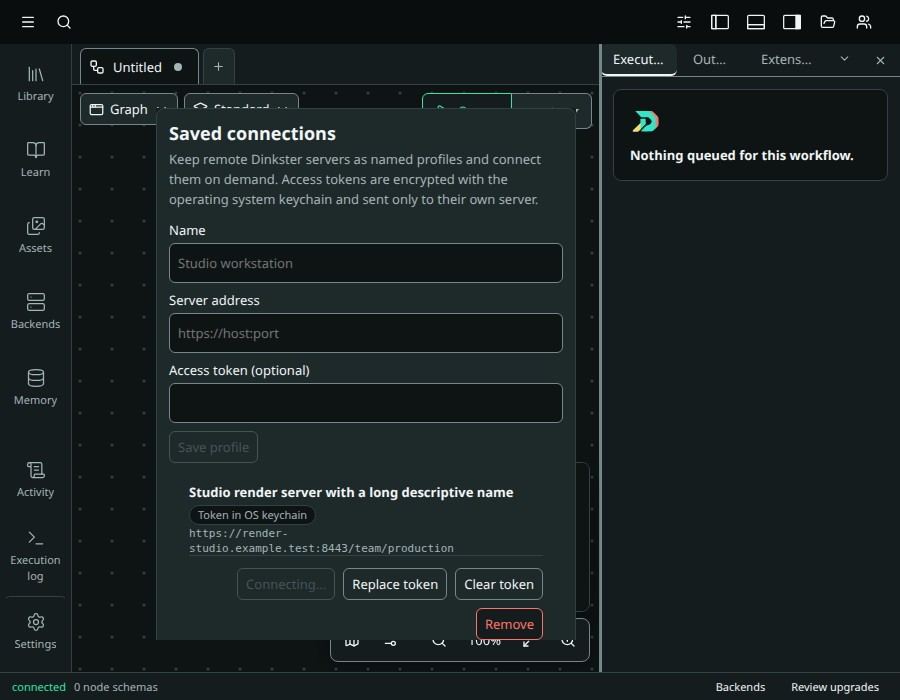 Untitled
+
Execut...
Out...
Extens...
Library
Learn
Assets
Backends
Memory
Activity
Execution
log
Settings
Graph
Standard
Nothing queued for this workflow.
Saved connections
Keep remote Dinkster servers as named profiles and connect
them on demand. Access tokens are encrypted with the
operating system keychain and sent only to their own server.
Name
Studio workstation
Server address
https://host:port
Access token (optional)
Save profile
Studio render server with a long descriptive name
Token in OS keychain
https://render-
studio.example.test:8443/team/production
Connecting...
Replace token
Clear token
Remove
100%
connected
0 node schemas
Backends
Review upgrades